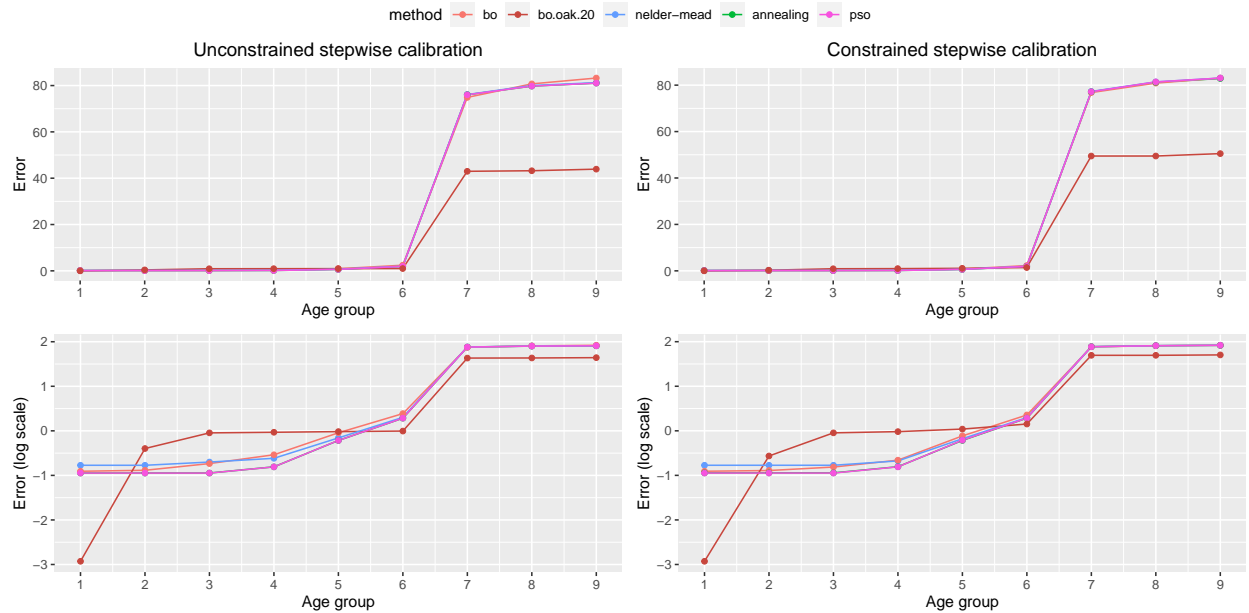 method bo bo.oak.20 nelder-mead annealing pso
Unconstrained stepwise calibration
80
60
40
20
0
Error
1 2 3 4 5 6 7 8 9
Age group
Constrained stepwise calibration
80
60
40
20
0
Error
1 2 3 4 5 6 7 8 9
Age group
2
1
0
−1
−2
−3
Error (log scale)
1 2 3 4 5 6 7 8 9
Age group
2
1
0
−1
−2
−3
Error (log scale)
1 2 3 4 5 6 7 8 9
Age group